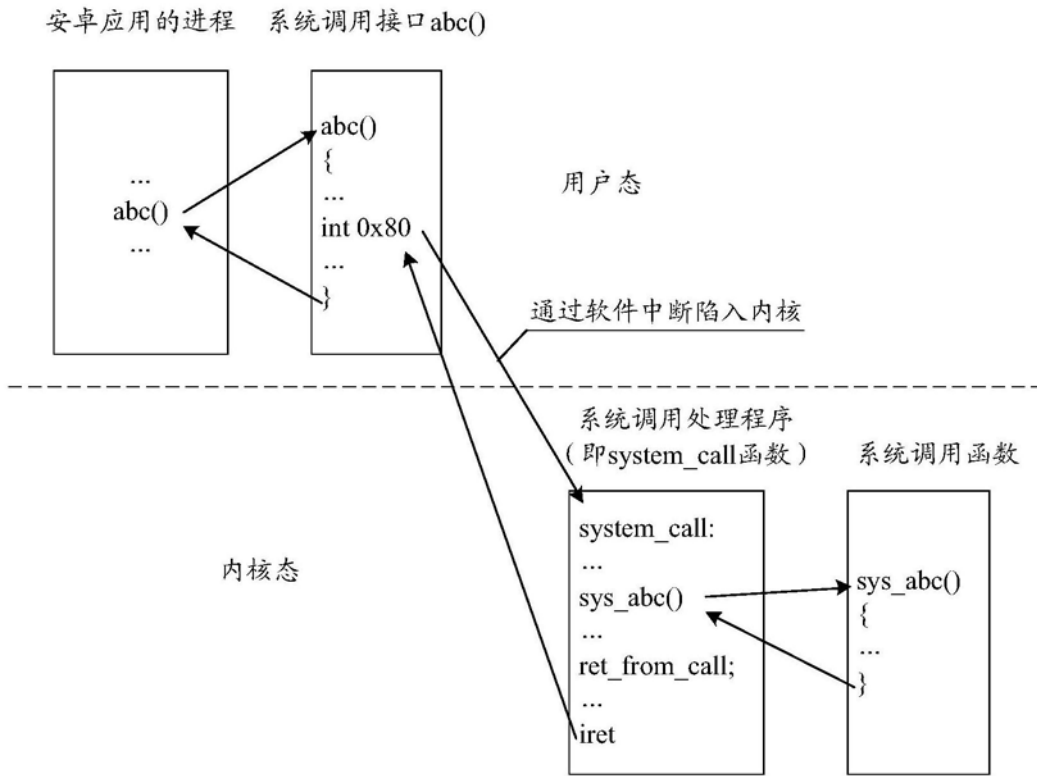 安卓应用的进程
系统调用接口abc()
...
abc()
...
abc()
{
...
int 0x80
...
}
用户态
通过软件中断陷入内核
内核态
系统调用处理程序
(即system_call函数)
系统调用函数
system_call:
...
sys_abc()
...
ret_from_call;
...
iret
sys_abc()
{
...
}